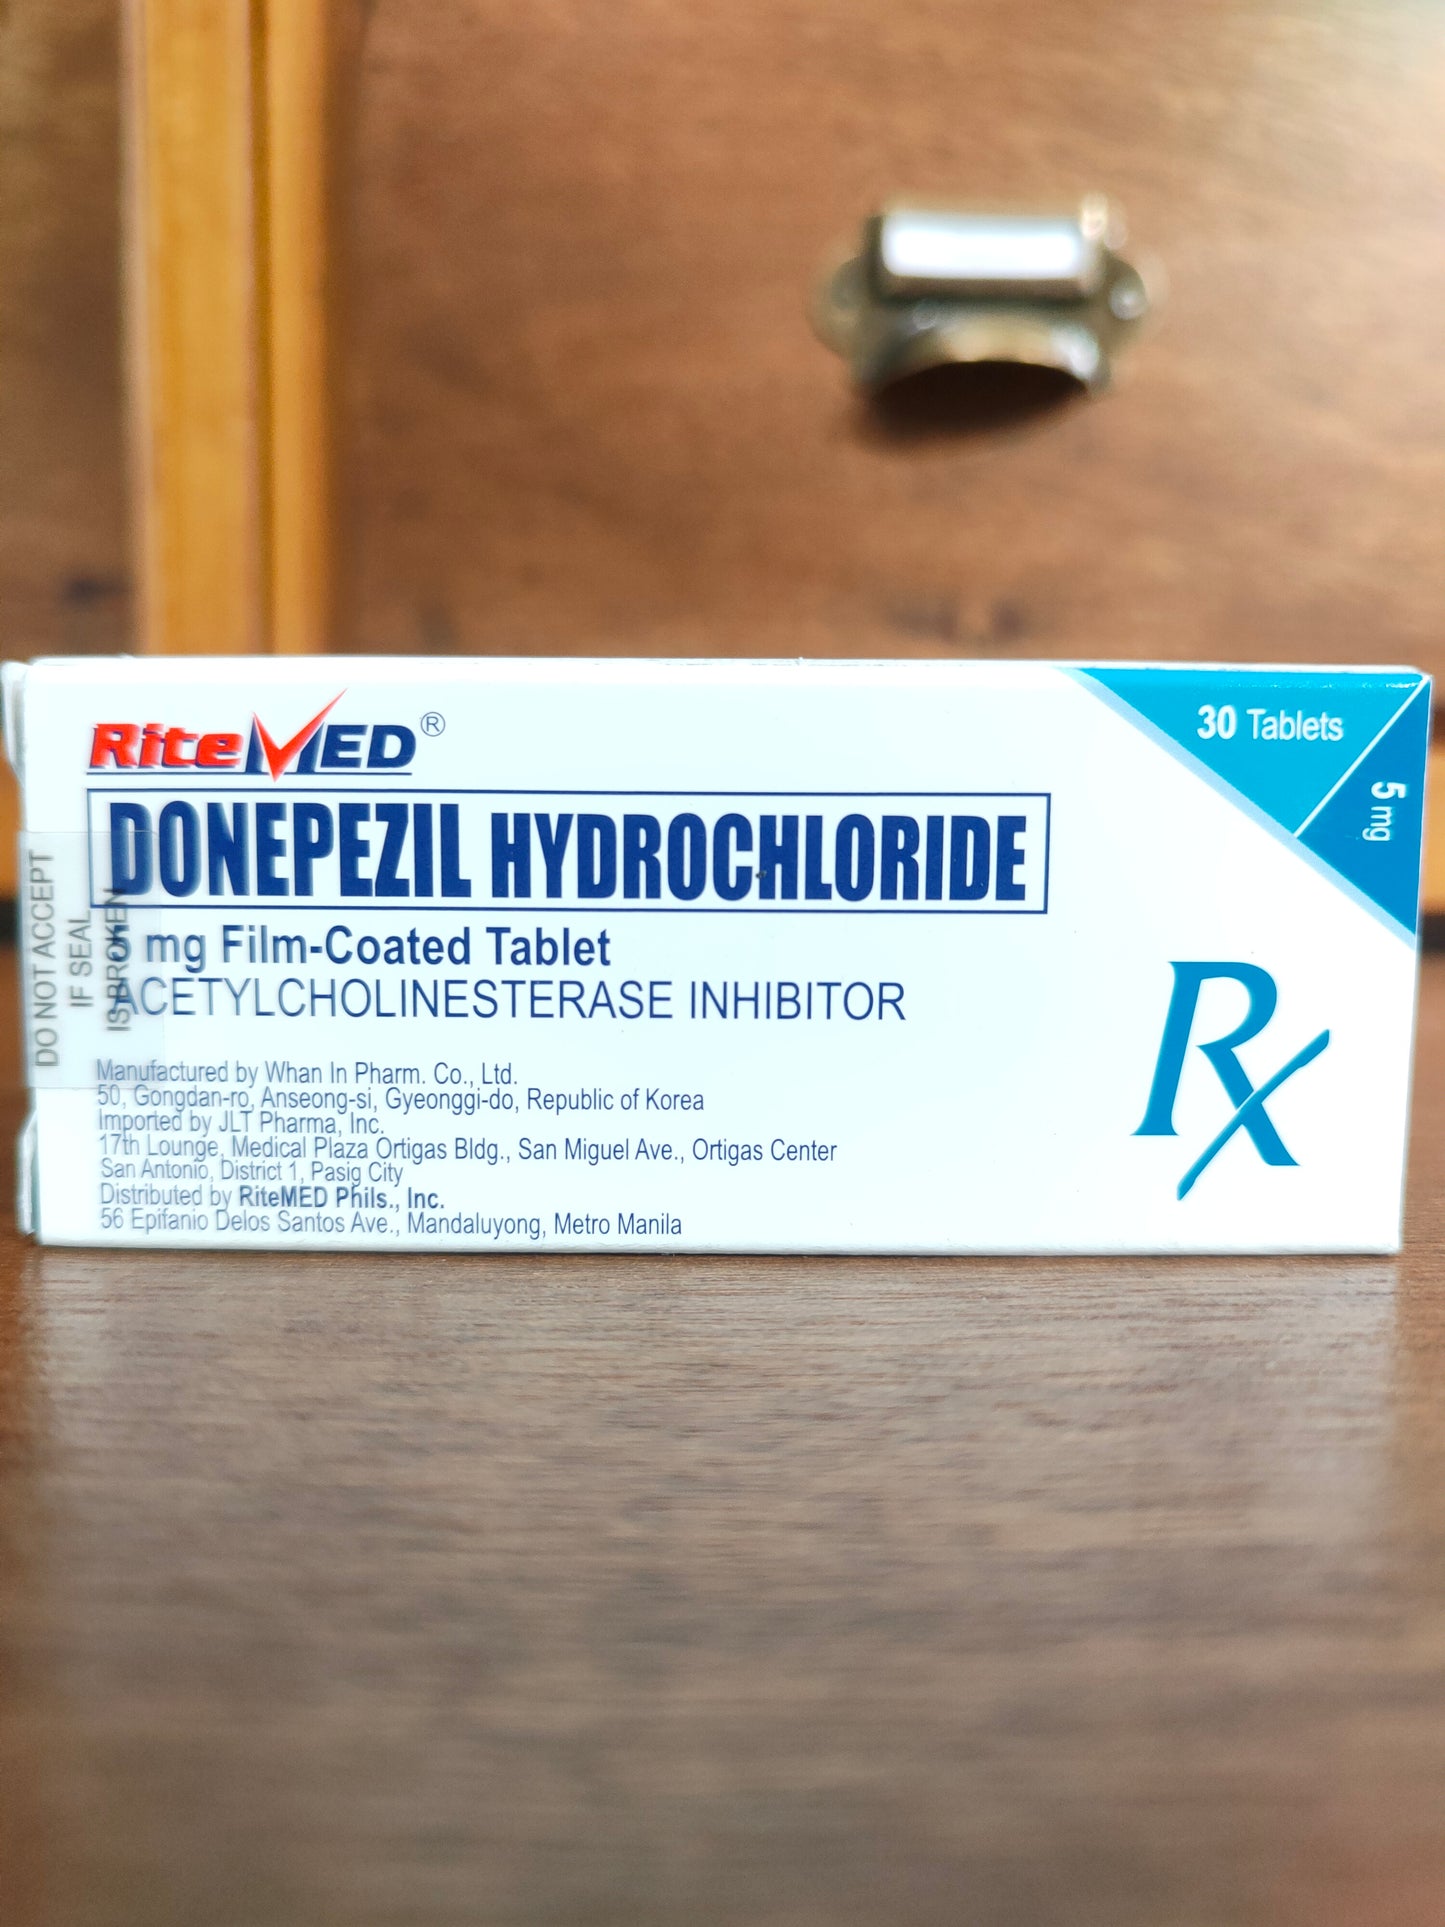 RiteMED®
30 Tablets
5 mg
DONEPEZIL HYDROCHLORIDE
5 mg Film-Coated Tablet
ACETYLCHOLINESTERASE INHIBITOR
Rx
Manufactured by Whan In Pharm. Co., Ltd.
50, Gongdan-ro, Anseong-si, Gyeonggi-do, Republic of Korea
Imported by JLT Pharma, Inc.
17th Lounge, Medical Plaza Ortigas Bldg., San Miguel Ave., Ortigas Center
San Antonio, District 1, Pasig City
Distributed by RiteMED Phils., Inc.
56 Epifanio Delos Santos Ave., Mandaluyong, Metro Manila
DO NOT ACCEPT
IF SEAL
IS BROKEN